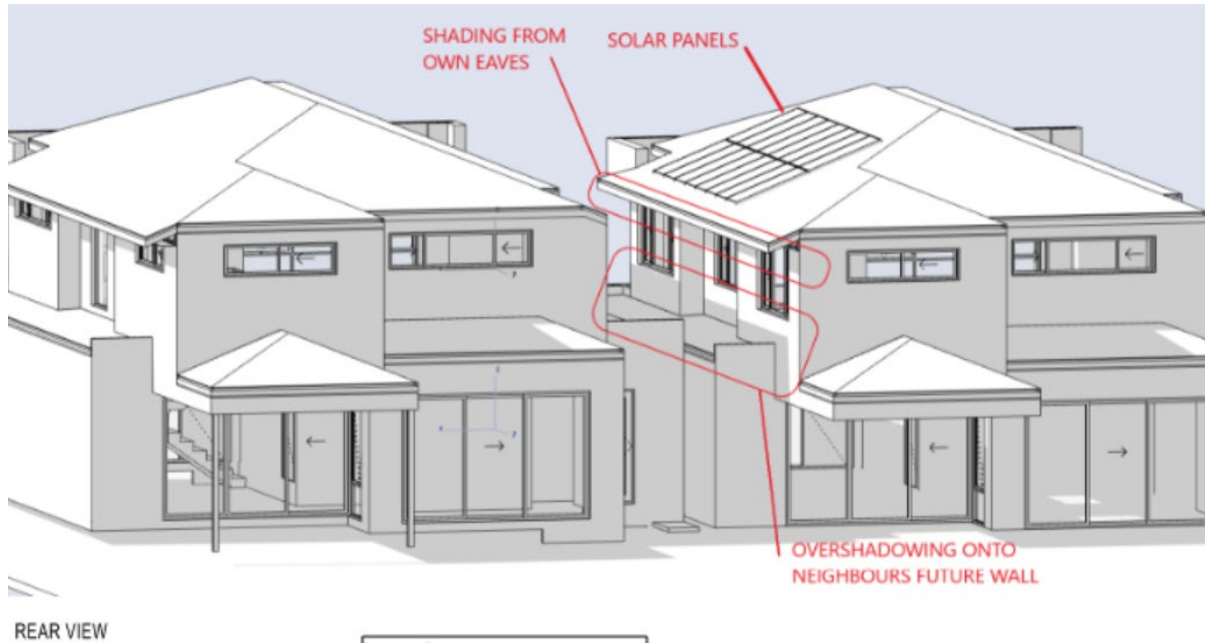 SHADING FROM
OWN EAVES
SOLAR PANELS
OVERSHADOWING ONTO
NEIGHBOURS FUTURE WALL
REAR VIEW